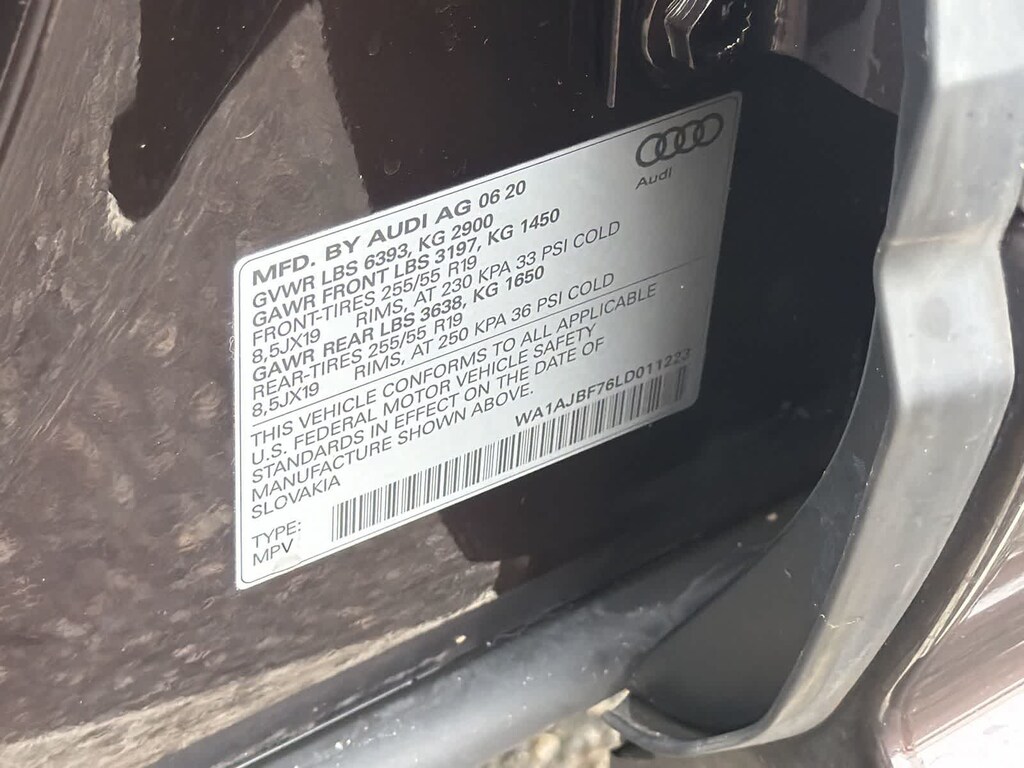 Audi
MFD. BY AUDI AG 06 20
GVWR LBS 6393, KG 2900
GAWR FRONT LBS 3197, KG 1450
FRONT-TIRES 255/55 R19
8,5JX19 RIMS, AT 230 KPA 33 PSI COLD
GAWR REAR LBS 3638, KG 1650
REAR-TIRES 255/55 R19
8,5JX19 RIMS, AT 250 KPA 36 PSI COLD
THIS VEHICLE CONFORMS TO ALL APPLICABLE
U.S. FEDERAL MOTOR VEHICLE SAFETY
STANDARDS IN EFFECT ON THE DATE OF
MANUFACTURE SHOWN ABOVE.
SLOVAKIA
WA1AJBF76LD011223
TYPE:
MPV